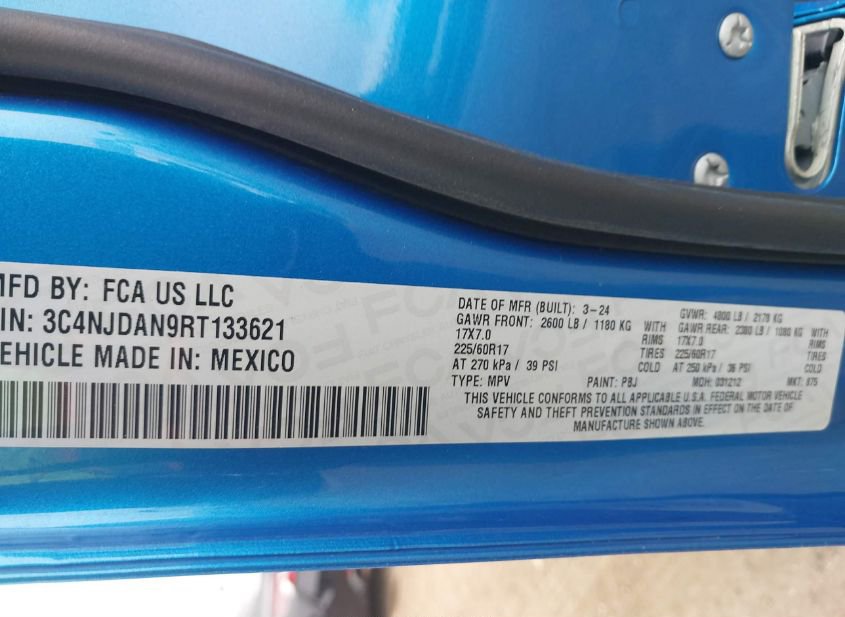 MFD BY: FCA US LLC
IN: 3C4NJDAN9RT133621
EHICLE MADE IN: MEXICO
DATE OF MFR (BUILT): 3-24 GVWR: 4800 LB/ 2178 KG
GAWR FRONT: 2600 LB/ 1180 KG WITH GAWR REAR: 2380 LB/ 1080 KG WITH
17X7.0 RIMS 17X7.0 RIMS
225/60R17 TIRES 225/60R17 TIRES
AT 270 kPa/ 39 PSI COLD AT 250 kPa/ 36 PSI COLD
TYPE: MPV PAINT: PBJ MDH: 031212 MKT: 875
THIS VEHICLE CONFORMS TO ALL APPLICABLE U.S.A. FEDERAL MOTOR VEHICLE
SAFETY AND THEFT PREVENTION STANDARDS IN EFFECT ON THE DATE OF
MANUFACTURE SHOWN ABOVE.